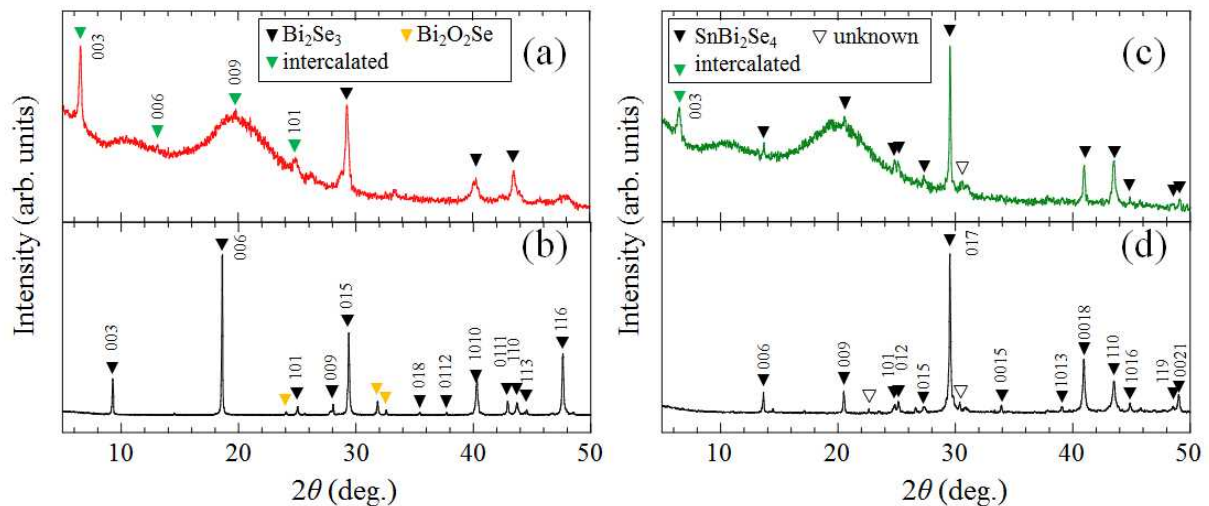 Intensity (arb. units)
Bi₂Se₃ Bi₂O₂Se
intercalated
(a)
003
006
009
101
(b)
003
006
101
009
015
018
0112
1010
0111
110
113
116
10 20 30 40 50
2θ (deg.)
Intensity (arb. units)
SnBi₂Se₄ unknown
intercalated
(c)
003
(d)
006
009
101
012
1015
017
0015
1013
0018
110
1016
119
0021
10 20 30 40 50
2θ (deg.)